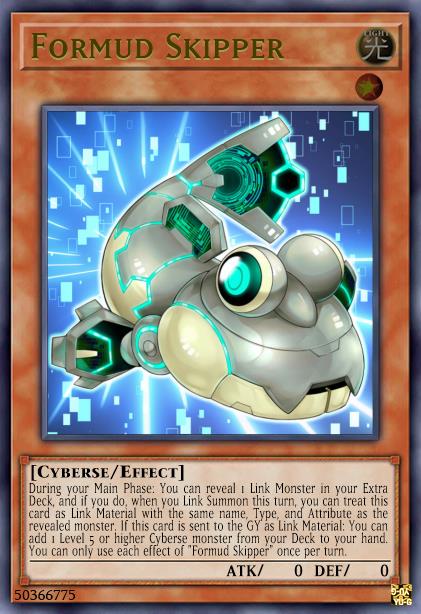 Formud Skipper
LIGHT
光
[Cyberse/Effect]
During your Main Phase: You can reveal 1 Link Monster in your Extra
Deck, and if you do, when you Link Summon this turn, you can treat this
card as Link Material with the same name, Type, and Attribute as the
revealed monster. If this card is sent to the GY as Link Material: You can
add 1 Level 5 or higher Cyberse monster from your Deck to your hand.
You can only use each effect of "Formud Skipper" once per turn.
ATK/ 0 DEF/ 0
50366775